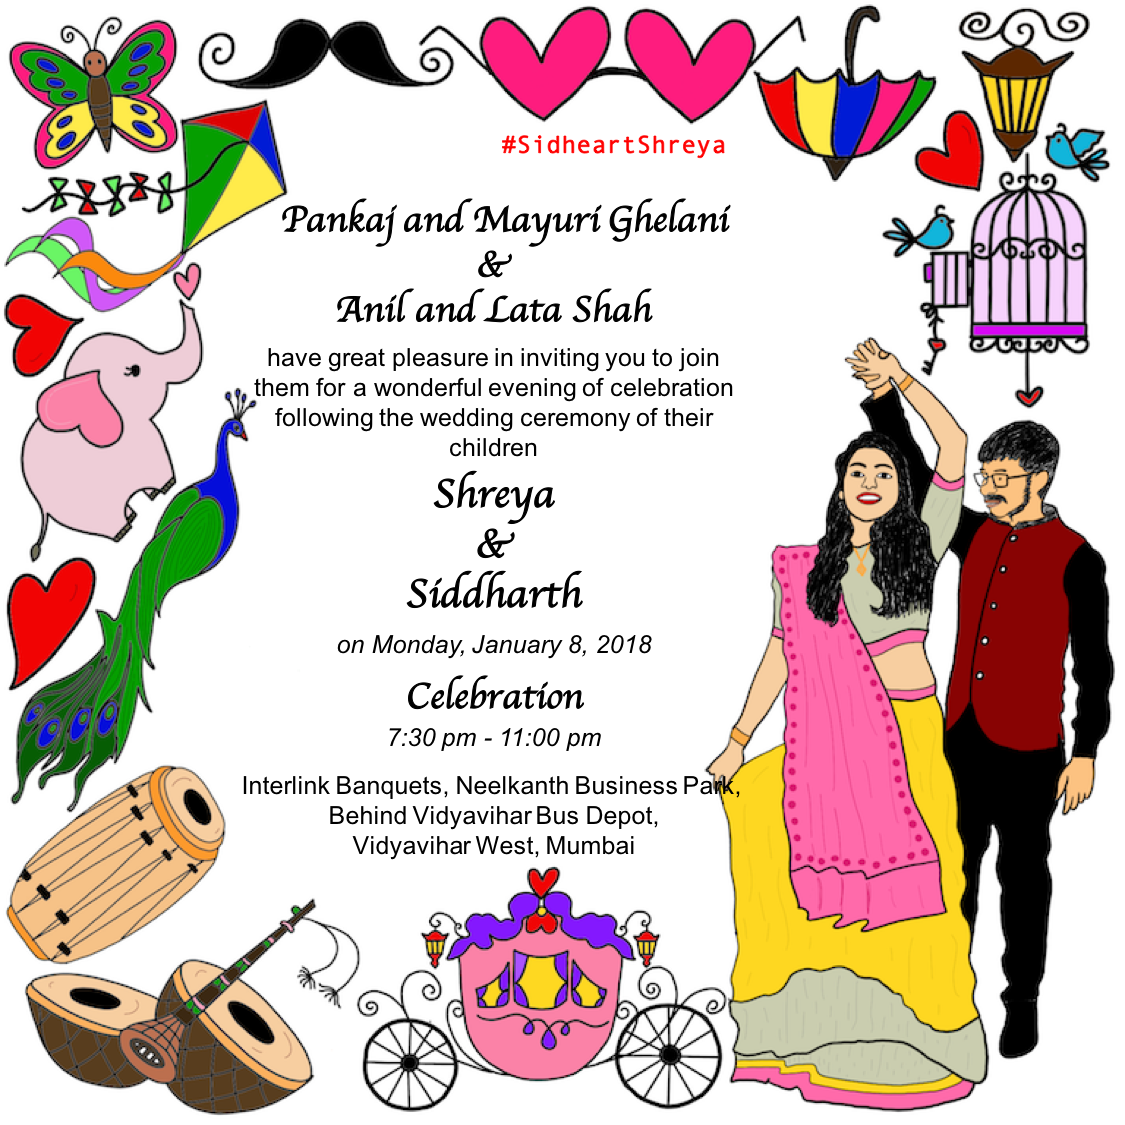 #SidheartShreya
Pankaj and Mayuri Ghelani
&
Anil and Lata Shah
have great pleasure in inviting you to join
them for a wonderful evening of celebration
following the wedding ceremony of their
children
Shreya
&
Siddharth
on Monday, January 8, 2018
Celebration
7:30 pm - 11:00 pm
Interlink Banquets, Neelkanth Business Park,
Behind Vidyavihar Bus Depot,
Vidyavihar West, Mumbai